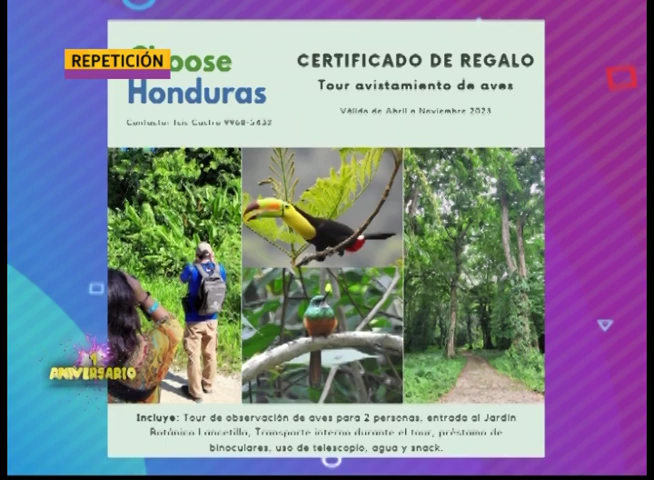 REPETICIÓN
Choose
Honduras
CERTIFICADO DE REGALO
Tour avistamiento de aves
Válido de Abril a Noviembre 2023
Castro
1
ANIVERSARIO
Incluye: Tour de observación de aves para 2 personas, entrada al Jardín
Botánico Lancetilla, Transporte interno durante el tour, préstamo de
binoculares, uso de telescopio, agua y snack.